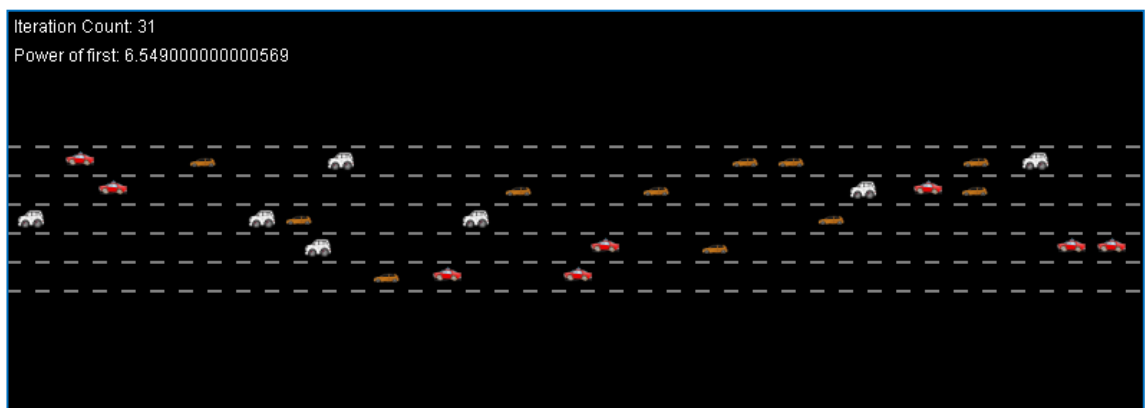 Iteration Count: 31
Power of first: 6.549000000000569